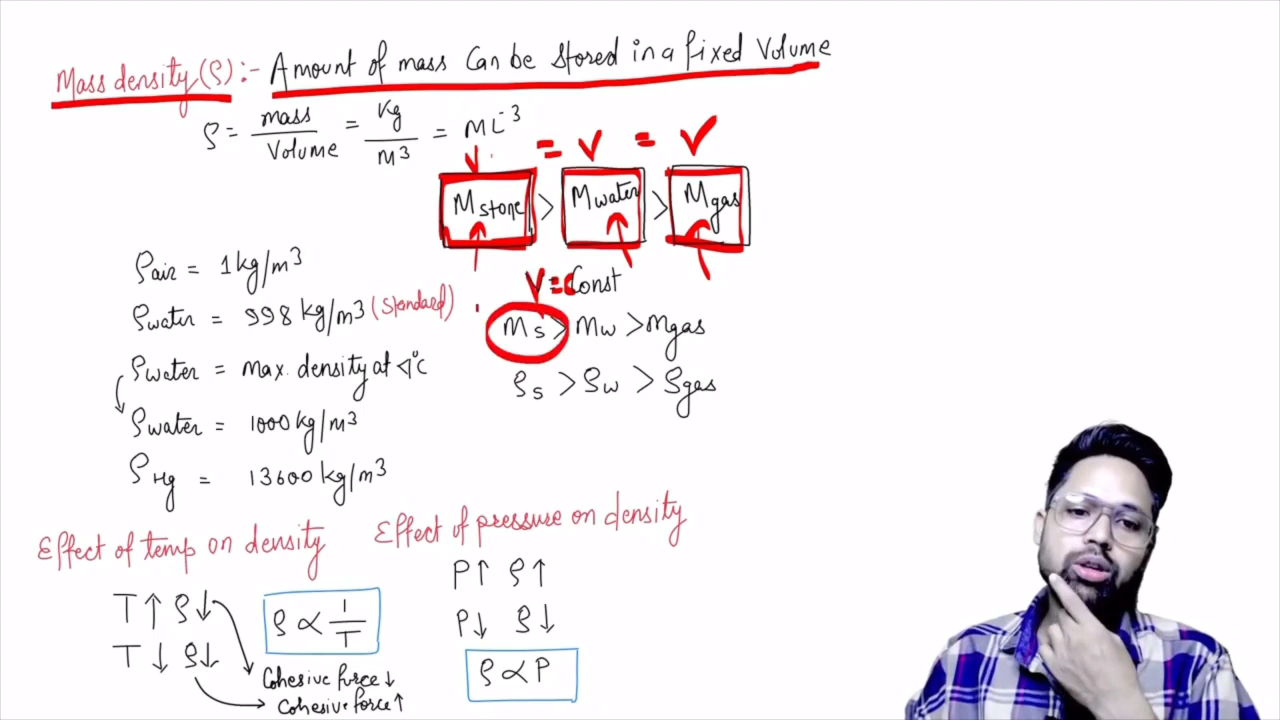 Mass density (ρ) :- Amount of mass Can be stored in a fixed Volume
ρ = mass / Volume = Kg / M³ = ML⁻³
V = V = V
M stone > M water > M gas
V = Const
Ms > Mw > Mgas
ρs > ρw > ρgas
ρair = 1 kg/m³
ρwater = 998 kg/m³ (Standard)
ρwater = max. density at 4°C
ρwater = 1000 kg/m³
ρHg = 13600 kg/m³
Effect of temp on density
T↑ ρ↓
T↓ ρ↓
ρ ∝ 1/T
Cohesive force ↓
Cohesive force ↑
Effect of pressure on density
P↑ ρ↑
P↓ ρ↓
ρ ∝ P